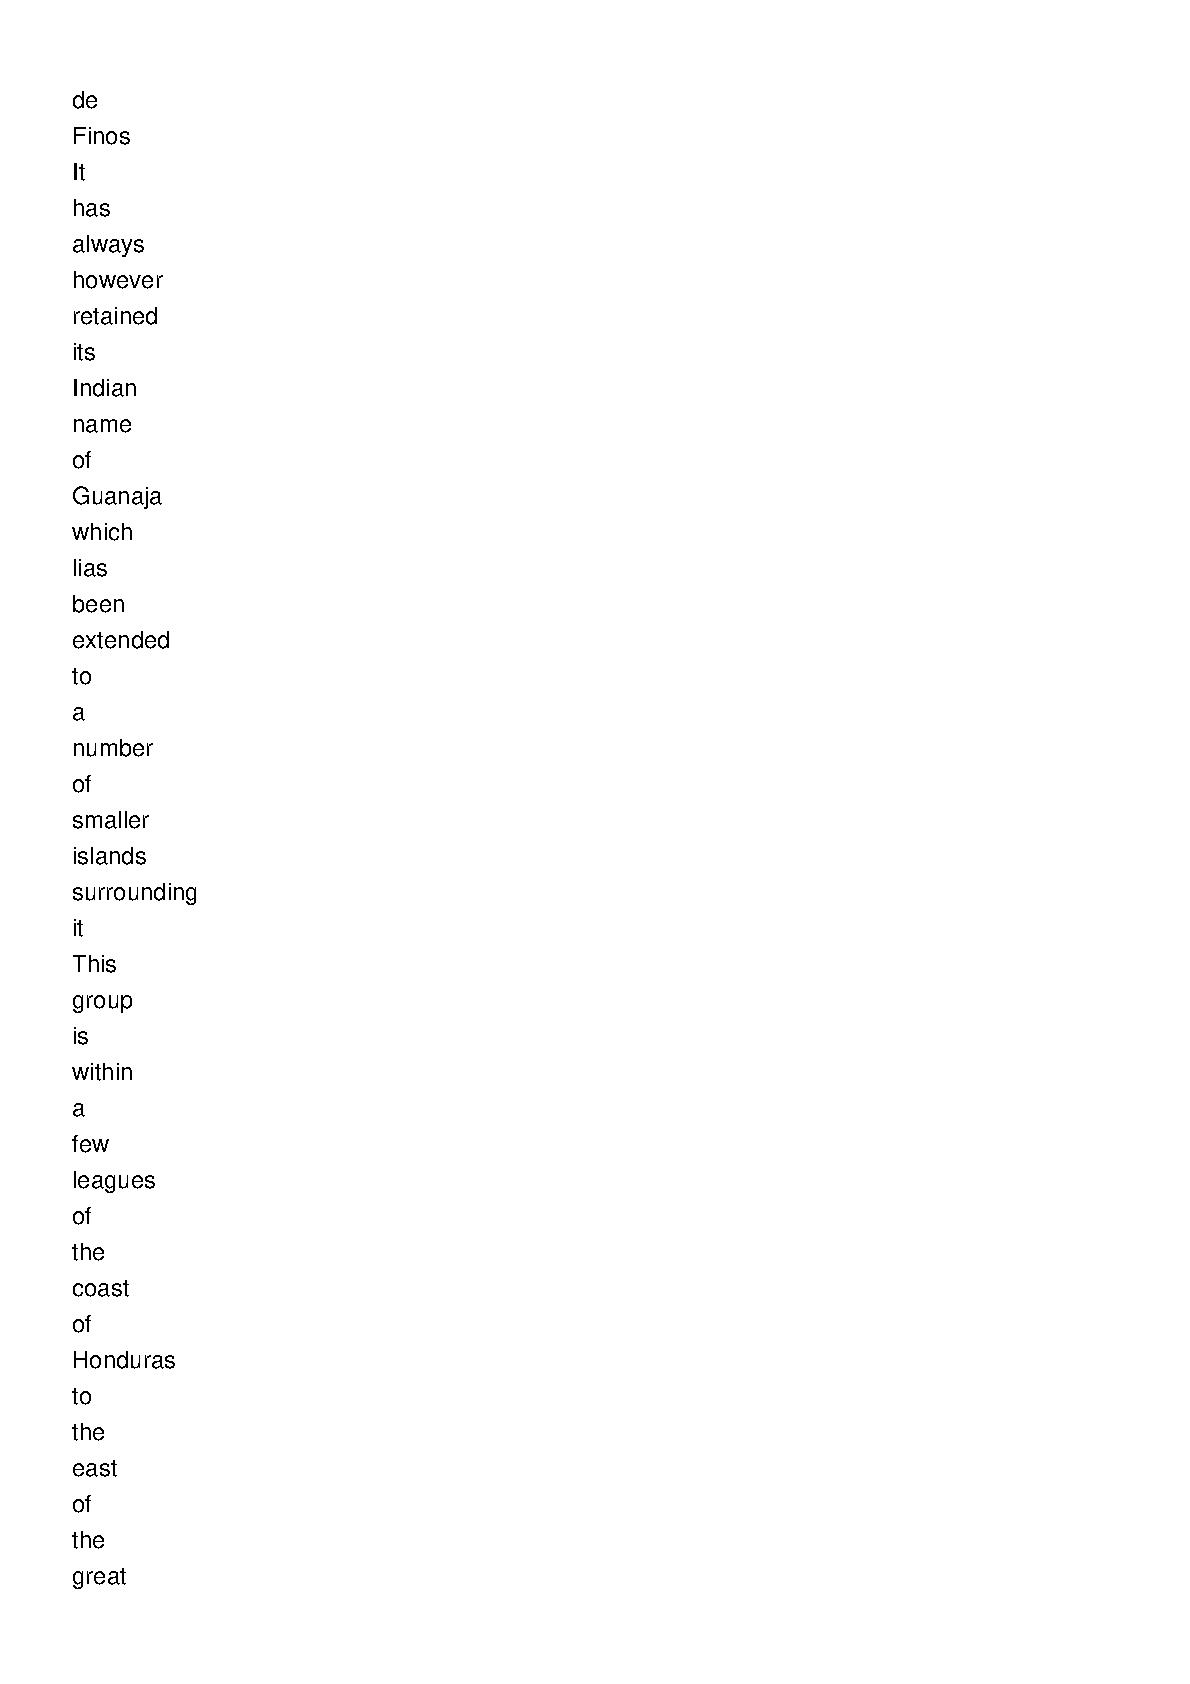 de
Finos
It
has
always
however
retained
its
Indian
name
of
Guanaja
which
lias
been
extended
to
a
number
of
smaller
islands
surrounding
it
This
group
is
within
a
few
leagues
of
the
coast
of
Honduras
to
the
east
of
the
great